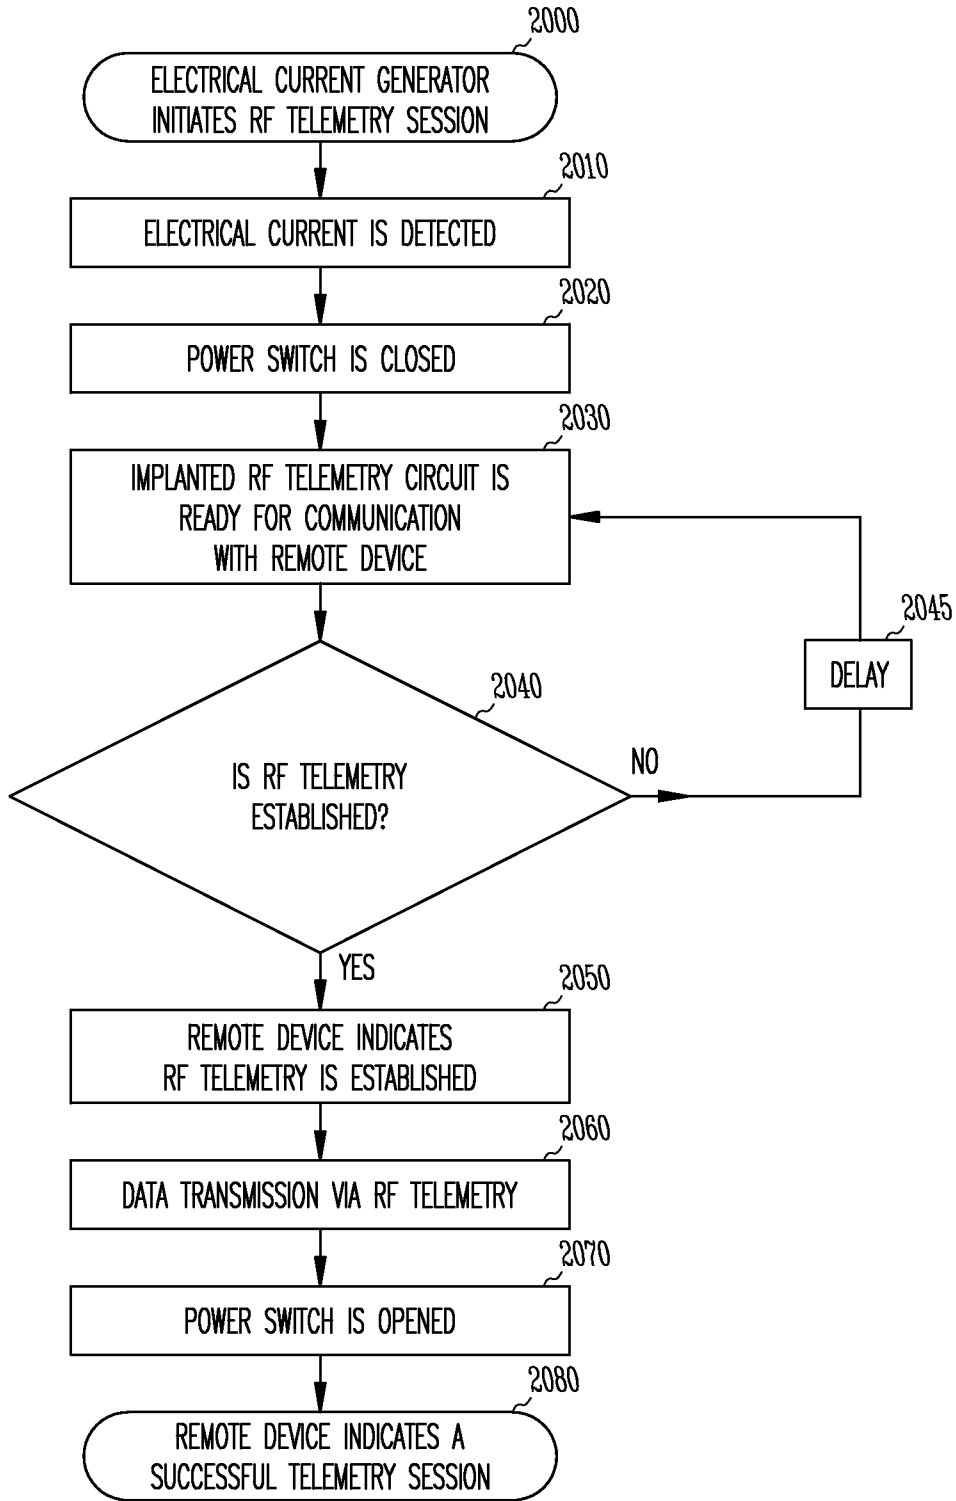 2000
ELECTRICAL CURRENT GENERATOR
INITIATES RF TELEMETRY SESSION
2010
ELECTRICAL CURRENT IS DETECTED
2020
POWER SWITCH IS CLOSED
2030
IMPLANTED RF TELEMETRY CIRCUIT IS
READY FOR COMMUNICATION
WITH REMOTE DEVICE
2045
DELAY
2040
IS RF TELEMETRY
ESTABLISHED?
NO
YES
2050
REMOTE DEVICE INDICATES
RF TELEMETRY IS ESTABLISHED
2060
DATA TRANSMISSION VIA RF TELEMETRY
2070
POWER SWITCH IS OPENED
2080
REMOTE DEVICE INDICATES A
SUCCESSFUL TELEMETRY SESSION